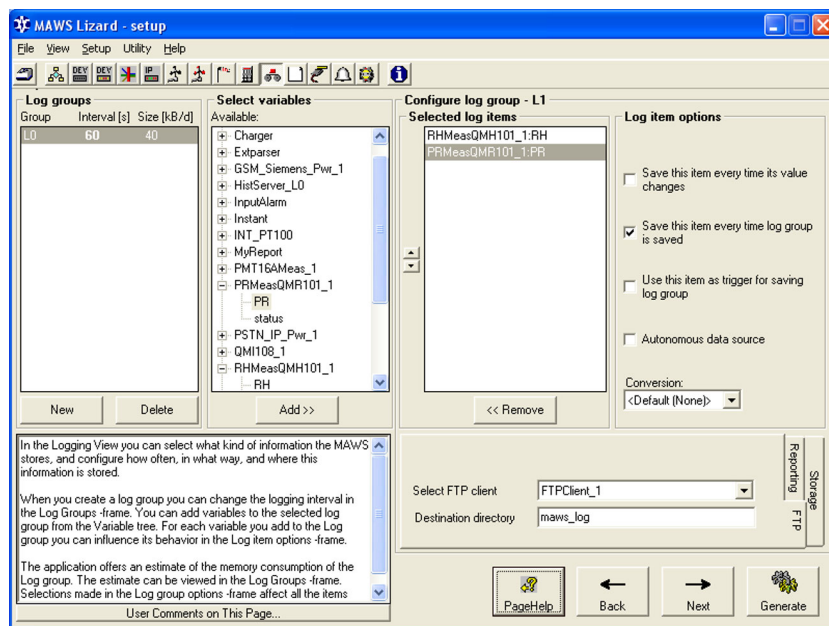 MAWS Lizard - setup
File View Setup Utility Help
Log groups
Group Interval [s] Size [kB/d]
L0 60 40
New Delete
Select variables
Available:
Charger
Extparser
GSM_Siemens_Pwr_1
HistServer_L0
InputAlarm
Instant
INT_PT100
MyReport
PMT16AMeas_1
PRMeasQMR101_1
PR
status
PSTN_IP_Pwr_1
QMI108_1
RHMeasQMH101_1
RH
Add >>
Configure log group - L1
Selected log items
RHMeasQMH101_1:RH
PRMeasQMR101_1:PR
<< Remove
Log item options
Save this item every time its value
changes
Save this item every time log group
is saved
Use this item as trigger for saving
log group
Autonomous data source
Conversion:
<Default (None)>
In the Logging View you can select what kind of information the MAWS
stores, and configure how often, in what way, and where this
information is stored.
When you create a log group you can change the logging interval in
the Log Groups -frame. You can add variables to the selected log
group from the Variable tree. For each variable you add to the Log
group you can influence its behavior in the Log item options -frame.
The application offers an estimate of the memory consumption of the
Log group. The estimate can be viewed in the Log Groups -frame.
Selections made in the Log group options -frame affect all the items
User Comments on This Page...
Select FTP client FTPClient_1
Destination directory maws_log
Reporting
Storage
FTP
PageHelp
Back
Next
Generate